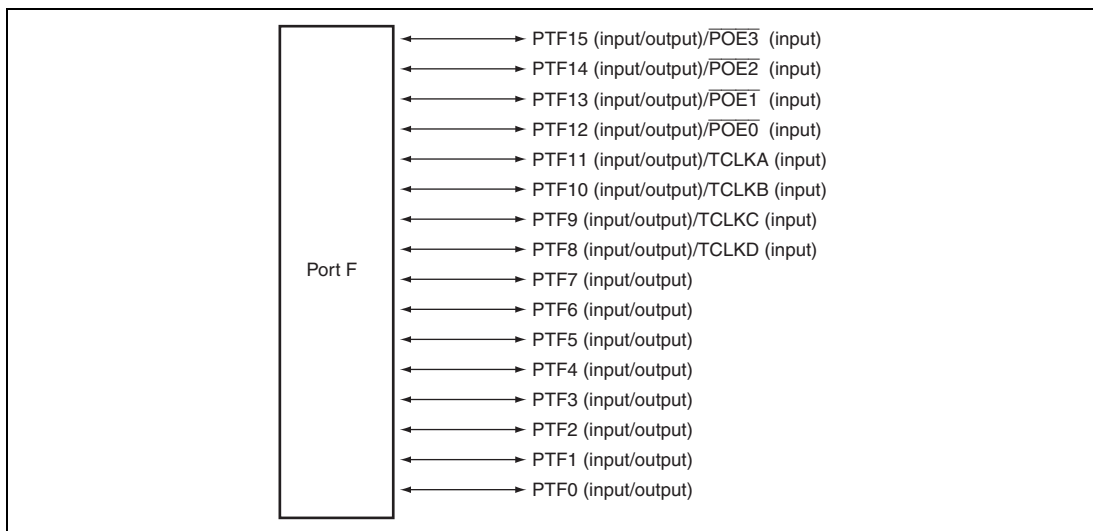 Port F
PTF15 (input/output)/POE3 (input)
PTF14 (input/output)/POE2 (input)
PTF13 (input/output)/POE1 (input)
PTF12 (input/output)/POE0 (input)
PTF11 (input/output)/TCLKA (input)
PTF10 (input/output)/TCLKB (input)
PTF9 (input/output)/TCLKC (input)
PTF8 (input/output)/TCLKD (input)
PTF7 (input/output)
PTF6 (input/output)
PTF5 (input/output)
PTF4 (input/output)
PTF3 (input/output)
PTF2 (input/output)
PTF1 (input/output)
PTF0 (input/output)